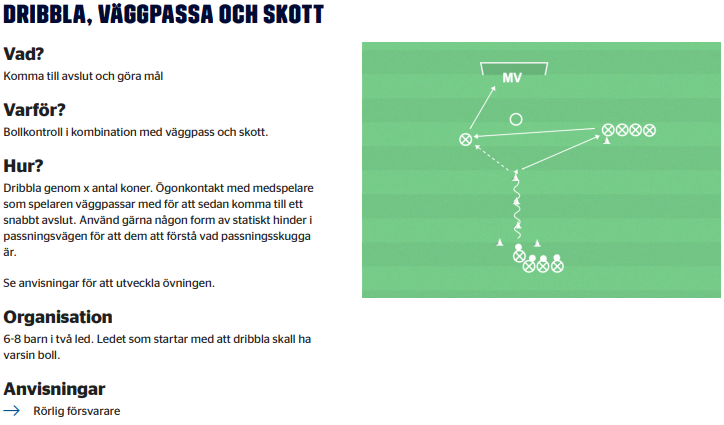 DRIBBLA, VÄGGPASSA OCH SKOTT
Vad?
Komma till avslut och göra mål
Varför?
Bollkontroll i kombination med väggpass och skott.
Hur?
Dribbla genom x antal koner. Ögonkontakt med medspelare
som spelaren väggpassar med för att sedan komma till ett
snabbt avslut. Använd gärna någon form av statiskt hinder i
passningsvägen för att dem att förstå vad passningsskugga
är.
Se anvisningar för att utveckla övningen.
Organisation
6-8 barn i två led. Ledet som startar med att dribbla skall ha
varsin boll.
Anvisningar
Rörlig försvarare
MV